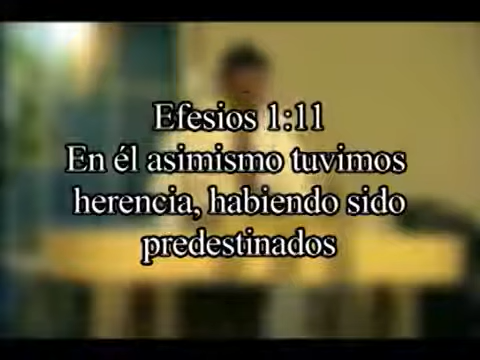 Efesios 1:11
En él asimismo tuvimos
herencia, habiendo sido
predestinados